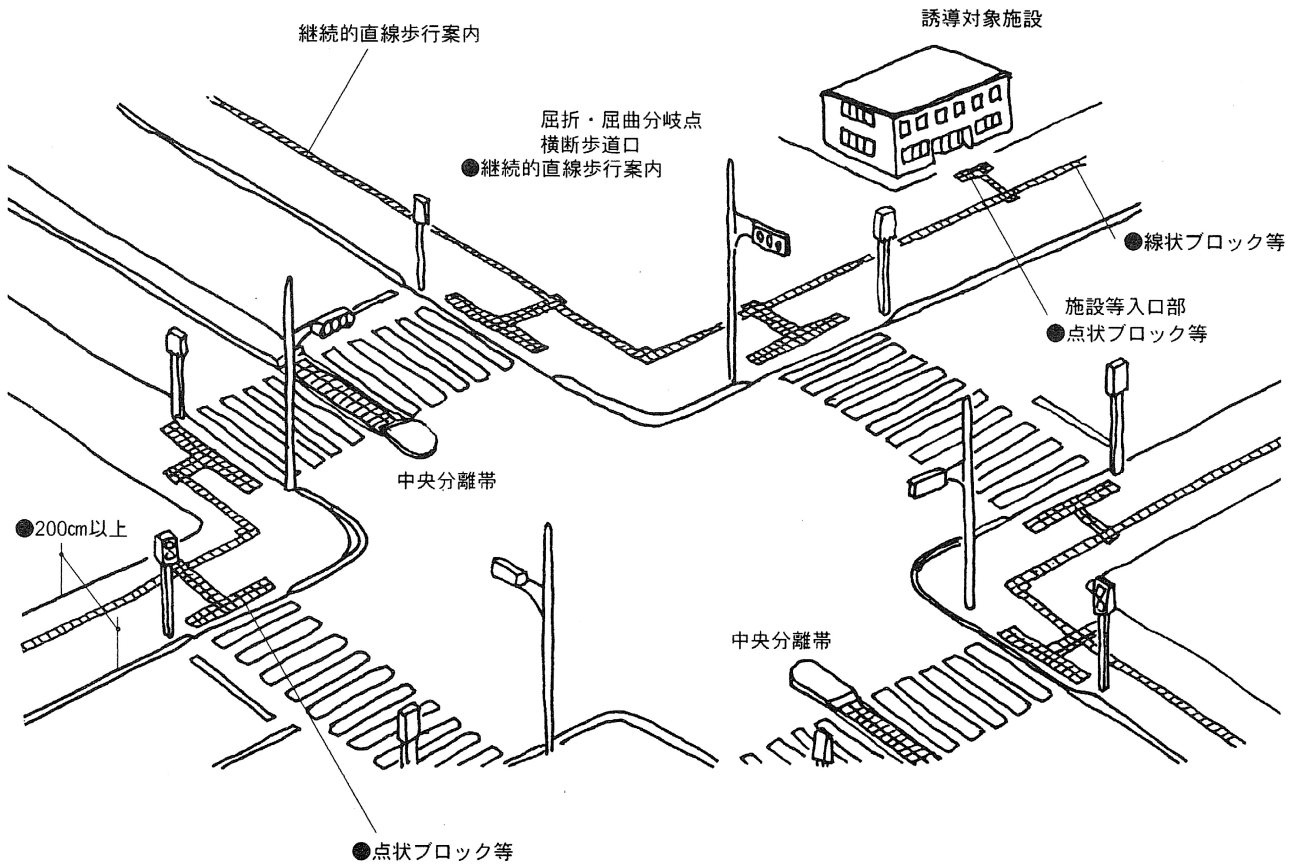 誘導対象施設
継続的直線歩行案内
屈折・屈曲分岐点
横断歩道口
●継続的直線歩行案内
●線状ブロック等
施設等入口部
●点状ブロック等
中央分離帯
●200cm以上
中央分離帯
●点状ブロック等